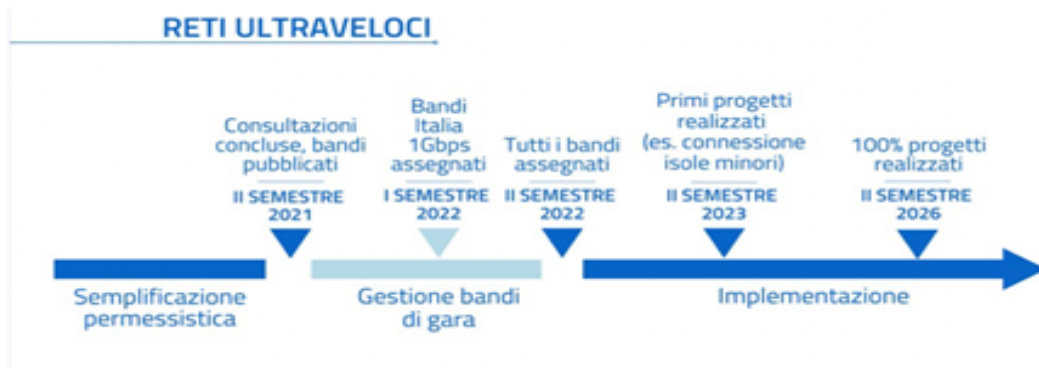 RETI ULTRAVELOCI
Consultazioni
concluse, bandi
pubblicati
II SEMESTRE
2021
Bandi
Italia
1Gbps
assegnati
I SEMESTRE
2022
Tutti i bandi
assegnati
II SEMESTRE
2022
Primi progetti
realizzati
(es. connessione
isole minori)
II SEMESTRE
2023
100% progetti
realizzati
II SEMESTRE
2026
Semplificazione
permessistica
Gestione bandi
di gara
Implementazione